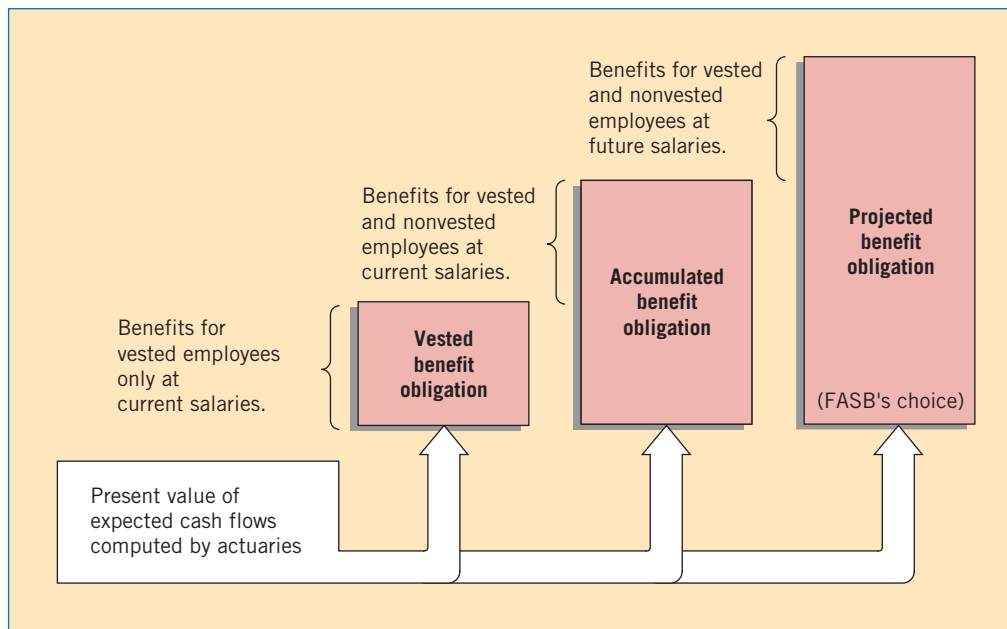 Benefits for vested
and nonvested
employees at
future salaries.
Projected
benefit
obligation
(FASB's choice)
Benefits for vested
and nonvested
employees at
current salaries.
Accumulated
benefit
obligation
Benefits for
vested employees
only at
current salaries.
Vested
benefit
obligation
Present value of
expected cash flows
computed by actuaries